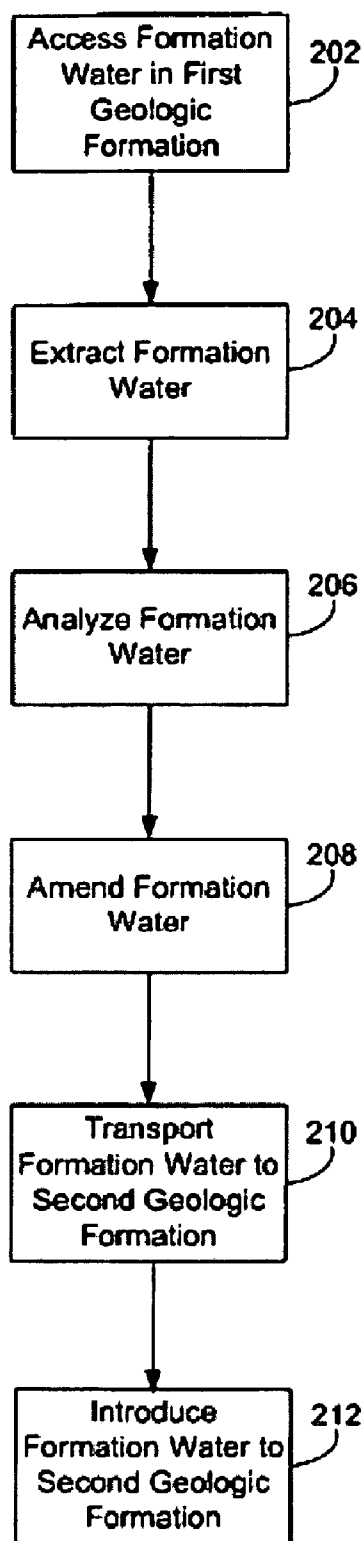 Access Formation
Water in First
Geologic
Formation
202
Extract Formation
Water
204
Analyze Formation
Water
206
Amend Formation
Water
208
Transport
Formation Water to
Second Geologic
Formation
210
Introduce
Formation Water to
Second Geologic
Formation
212